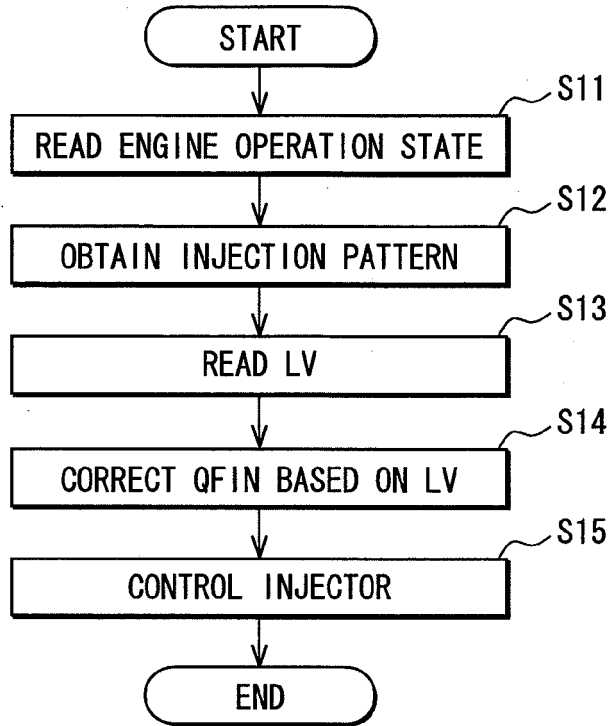 START
S11
READ ENGINE OPERATION STATE
S12
OBTAIN INJECTION PATTERN
S13
READ LV
S14
CORRECT QFIN BASED ON LV
S15
CONTROL INJECTOR
END